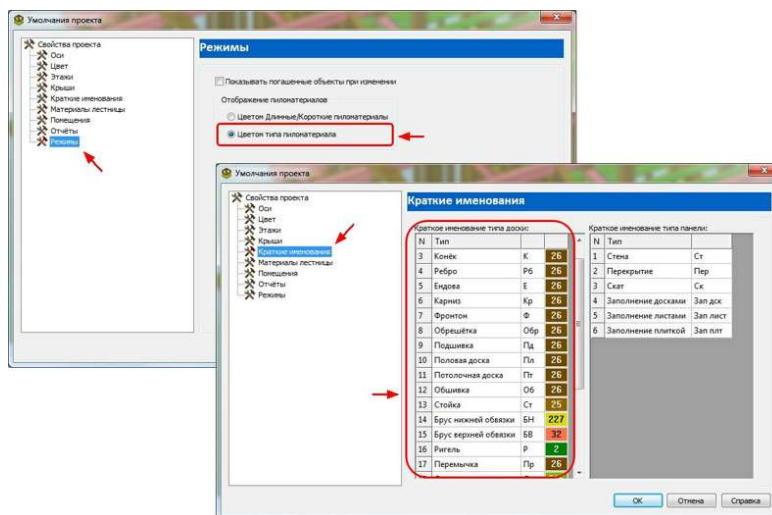 Умолчания проекта
Свойства проекта
Оси
Цвет
Этажи
Крыши
Краткие именования
Материалы лестницы
Помещения
Отчёты
Режимы
Режимы
Показывать погашенные объекты при изменении
Отображение пиломатериалов
Цветом Длинные/Короткие пиломатериалы
Цветом типа пиломатериала
Умолчания проекта
Свойства проекта
Оси
Цвет
Этажи
Крыши
Краткие именования
Материалы лестницы
Помещения
Отчёты
Режимы
Краткие именования
Краткое именование типа доски:
N Тип
3 Конёк К 26
4 Ребро Рб 26
5 Ендова Е 26
6 Карниз Кр 26
7 Фронтон Ф 26
8 Обрешётка Обр 26
9 Подшивка Пд 26
10 Половая доска Пл 26
11 Потолочная доска Пт 26
12 Обшивка Об 26
13 Стойка Ст 25
14 Брус нижней обвязки БН 227
15 Брус верхней обвязки БВ 32
16 Ригель Р 2
17 Перемычка Пр 26
Краткое именование типа панели:
N Тип
1 Стена Ст
2 Перекрытие Пер
3 Скат Ск
4 Заполнение досками Зап дск
5 Заполнение листами Зап лист
6 Заполнение плиткой Зап плт
ОК Отмена Справка